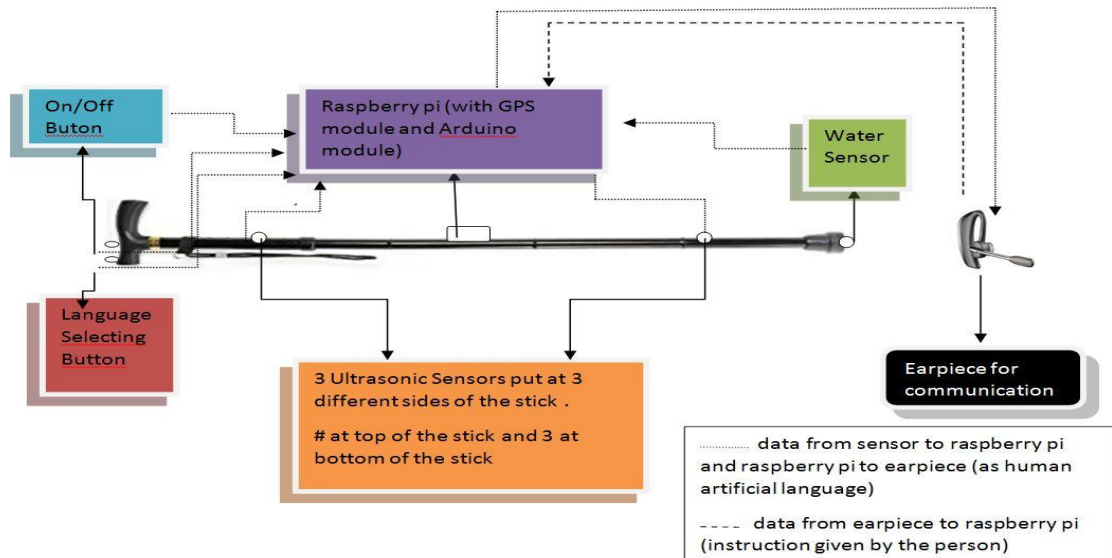 On/Off
Buton
Raspberry pi (with GPS
module and Arduino
module)
Water
Sensor
Language
Selecting
Button
3 Ultrasonic Sensors put at 3
different sides of the stick .
# at top of the stick and 3 at
bottom of the stick
Earpiece for
communication
........... data from sensor to raspberry pi
and raspberry pi to earpiece (as human
artificial language)
---- data from earpiece to raspberry pi
(instruction given by the person)